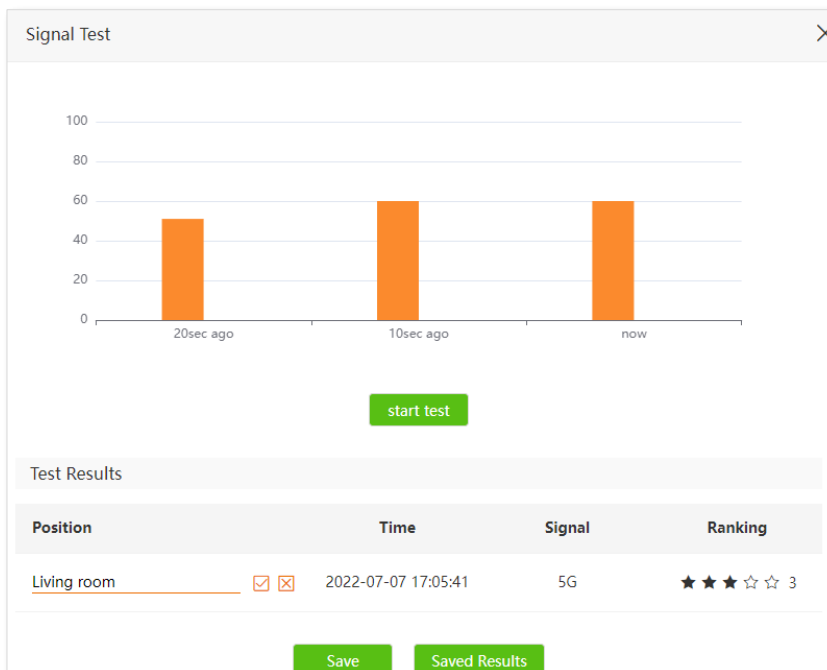 Signal Test
100
80
60
40
20
0
20sec ago 10sec ago now
start test
Test Results
Position Time Signal Ranking
Living room 2022-07-07 17:05:41 5G ★★★☆☆ 3
Save Saved Results